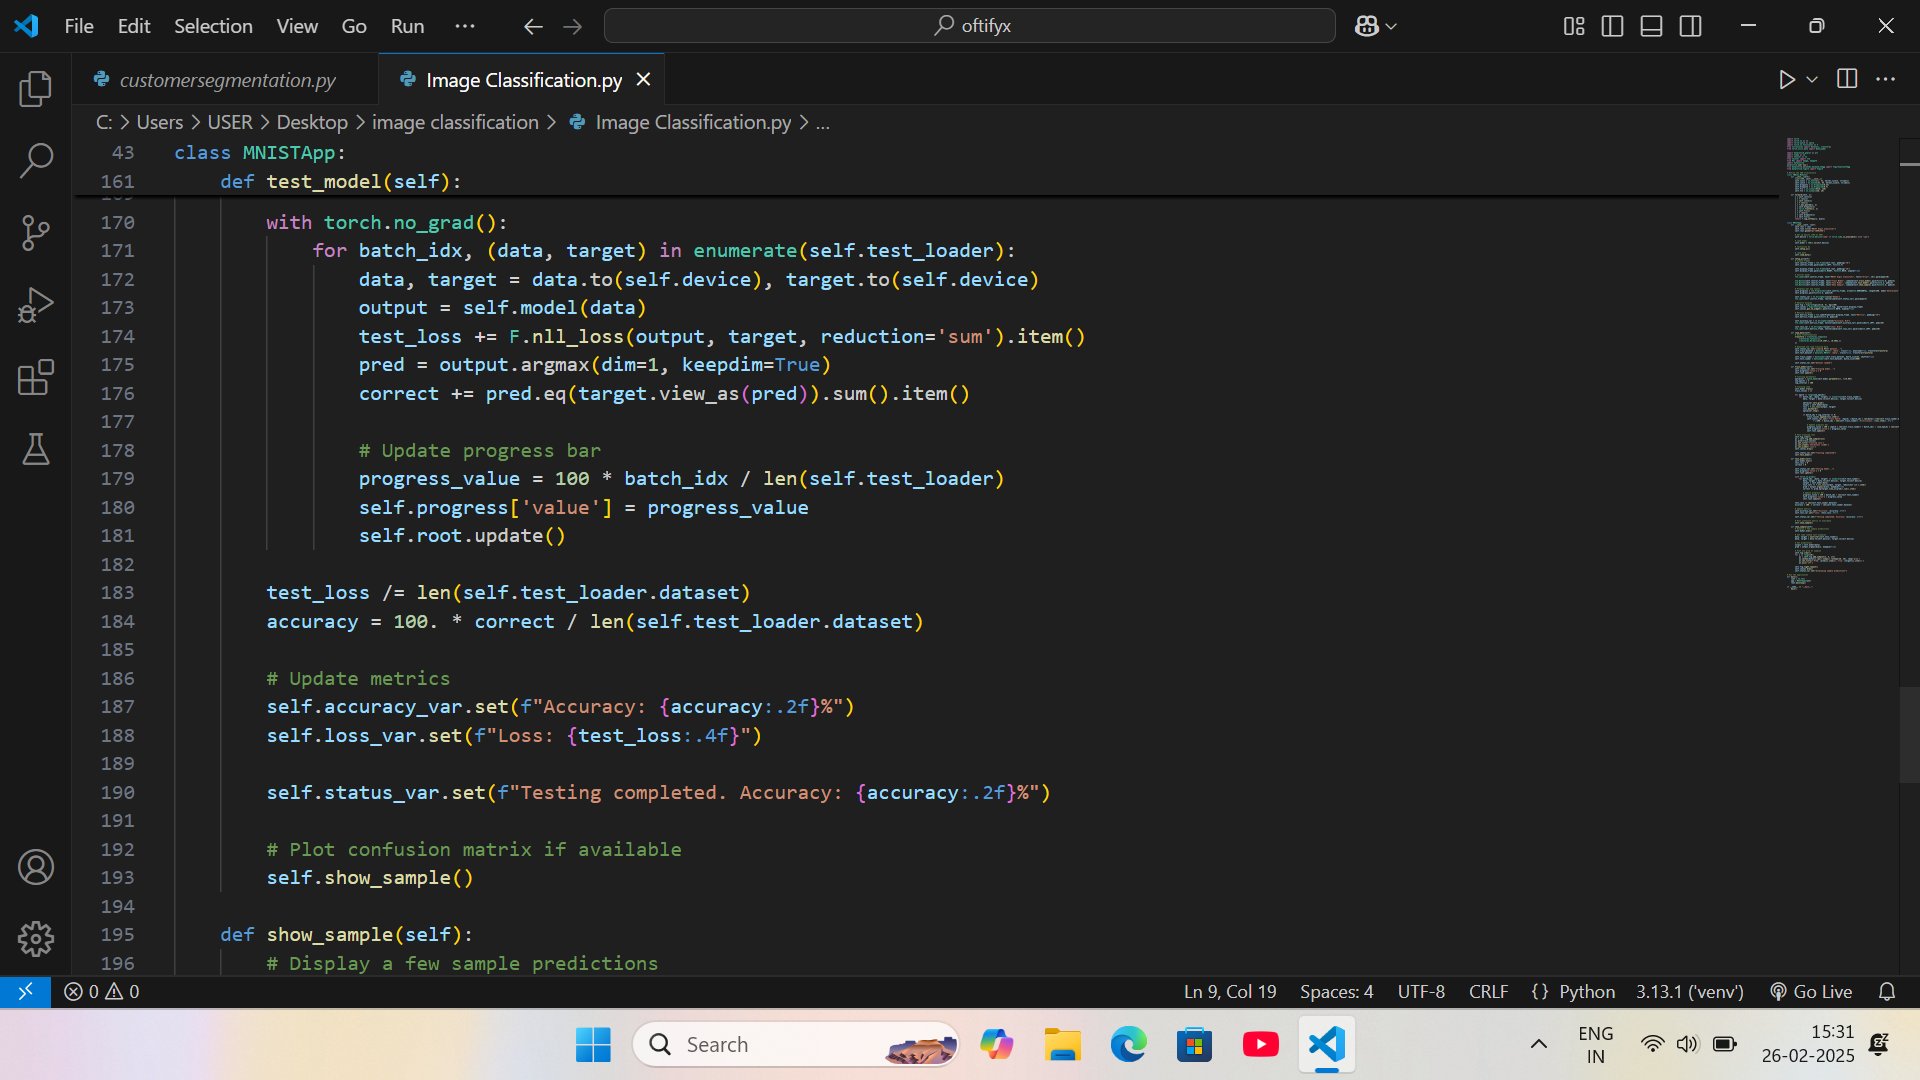 File Edit Selection View Go Run ··· oftifyx
customersegmentation.py Image Classification.py
C: > Users > USER > Desktop > image classification > Image Classification.py > ...
43 class MNISTApp:
161 def test_model(self):
170 with torch.no_grad():
171 for batch_idx, (data, target) in enumerate(self.test_loader):
172 data, target = data.to(self.device), target.to(self.device)
173 output = self.model(data)
174 test_loss += F.nll_loss(output, target, reduction='sum').item()
175 pred = output.argmax(dim=1, keepdim=True)
176 correct += pred.eq(target.view_as(pred)).sum().item()
177
178 # Update progress bar
179 progress_value = 100 * batch_idx / len(self.test_loader)
180 self.progress['value'] = progress_value
181 self.root.update()
182
183 test_loss /= len(self.test_loader.dataset)
184 accuracy = 100. * correct / len(self.test_loader.dataset)
185
186 # Update metrics
187 self.accuracy_var.set(f"Accuracy: {accuracy:.2f}%")
188 self.loss_var.set(f"Loss: {test_loss:.4f}")
189
190 self.status_var.set(f"Testing completed. Accuracy: {accuracy:.2f}%")
191
192 # Plot confusion matrix if available
193 self.show_sample()
194
195 def show_sample(self):
196 # Display a few sample predictions
0 0 Ln 9, Col 19 Spaces: 4 UTF-8 CRLF {} Python 3.13.1 ('venv') Go Live
Search ENG 15:31
IN 26-02-2025